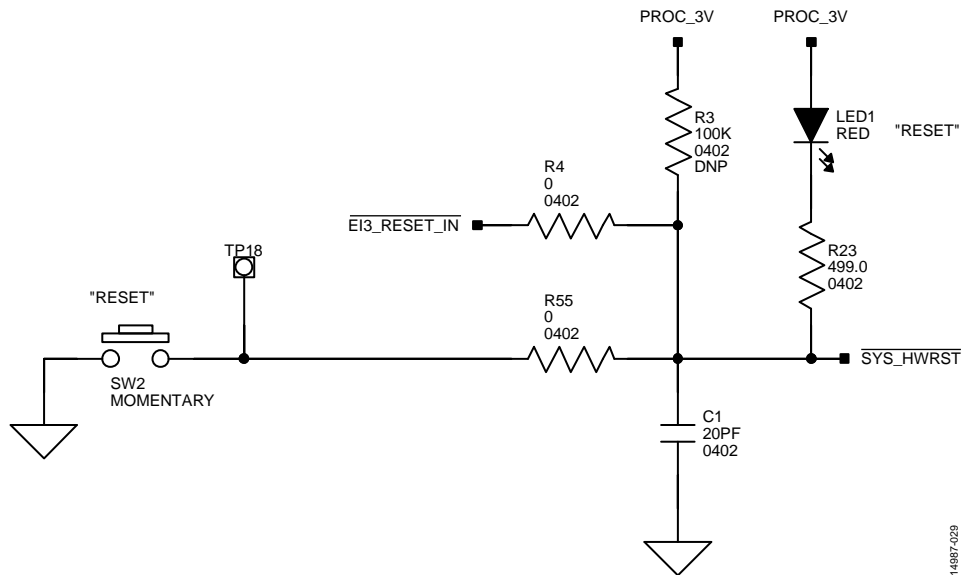 PROC_3V
PROC_3V
R3
100K
0402
DNP
LED1
RED
"RESET"
R4
0
0402
EI3_RESET_IN
R23
499.0
0402
TP18
"RESET"
R55
0
0402
SYS_HWRST
SW2
MOMENTARY
C1
20PF
0402
14987-029